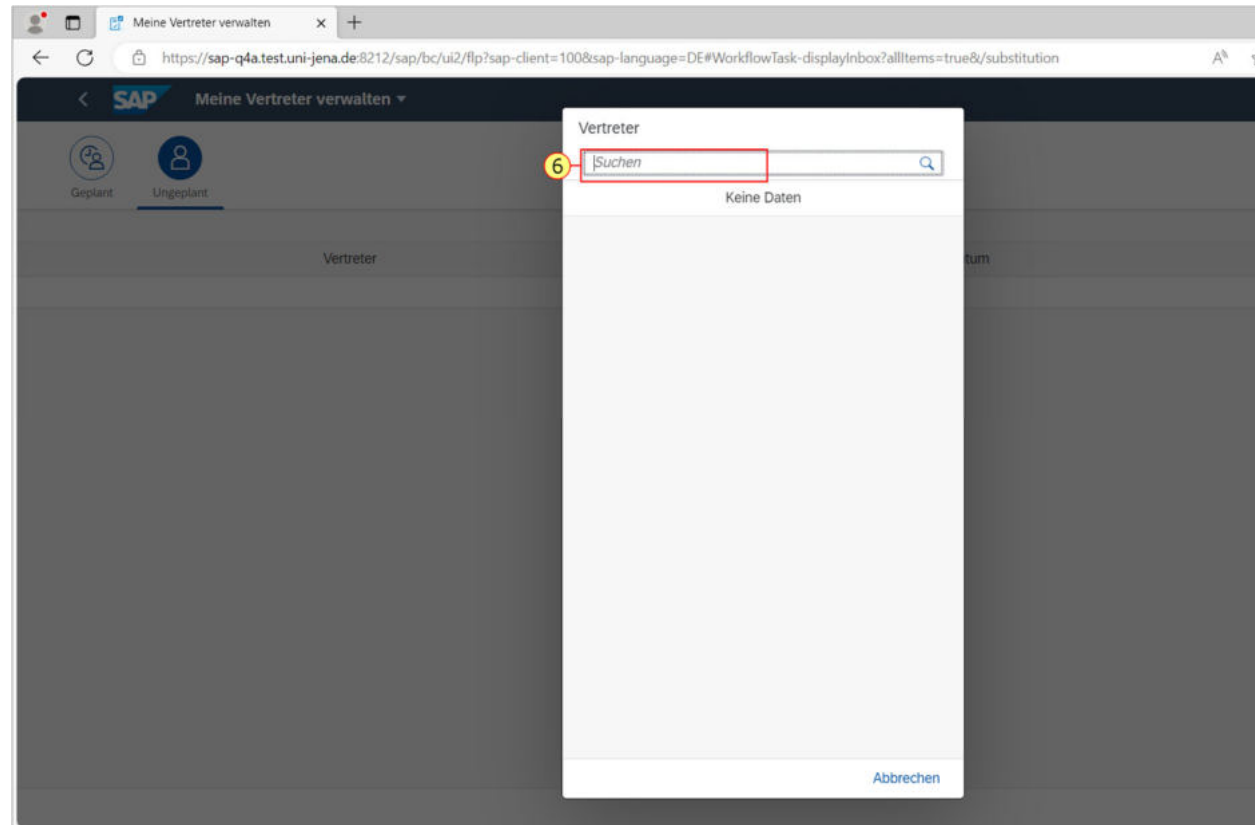 Meine Vertreter verwalten
https://sap-q4a.test.uni-jena.de:8212/sap/bc/ui2/flp?sap-client=100&sap-language=DE#WorkflowTask-displayInbox?allItems=true&/substitution
SAP Meine Vertreter verwalten
Vertreter
6 Suchen
Geplant Ungeplant
Keine Daten
Vertreter tum
Abbrechen